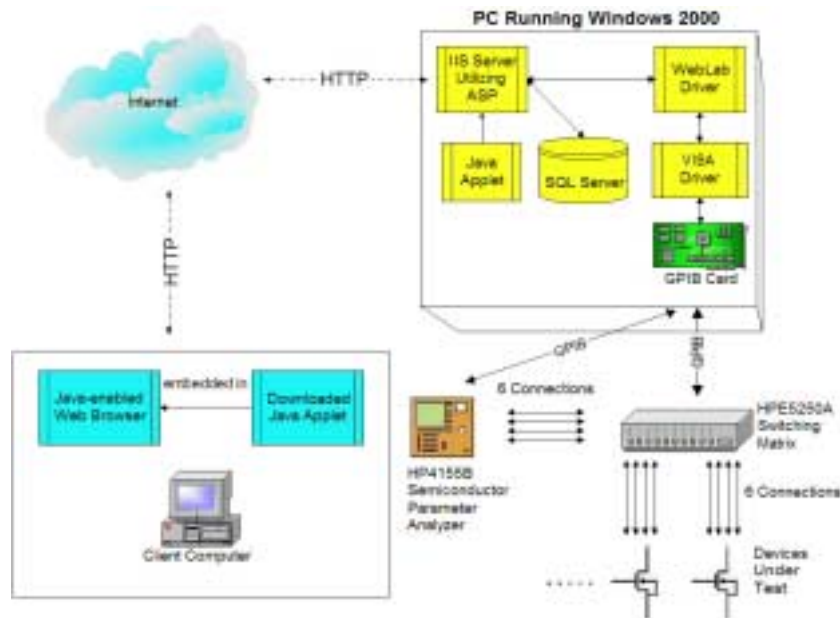 PC Running Windows 2000
IIS Server
Utilizing
ASP
WebLab
Driver
HTTP
Internet
Java
Applet
SQL Server
VISA
Driver
GPIB Card
HTTP
GPIB
GPIB
Java-enabled
Web Browser
embedded in
Downloaded
Java Applet
Client Computer
6 Connections
HP4155B
Semiconductor
Parameter
Analyzer
HPE5250A
Switching
Matrix
6 Connections
Devices
Under
Test